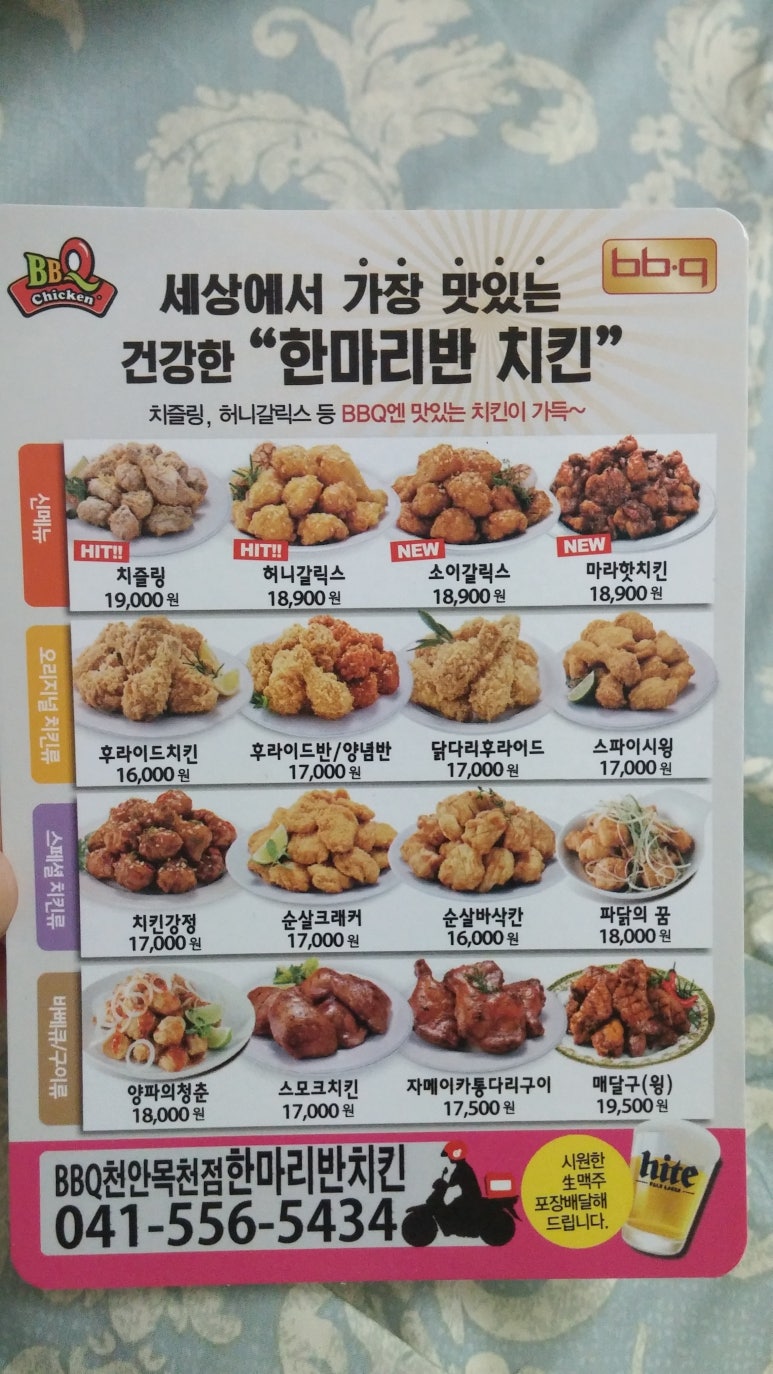 BBQ
Chicken
bb·q
세상에서 가장 맛있는
건강한 “한마리반 치킨”
치즐링, 허니갈릭스 등 BBQ엔 맛있는 치킨이 가득~
신메뉴
HIT!!
치즐링
19,000원
HIT!!
허니갈릭스
18,900원
NEW
소이갈릭스
18,900원
NEW
마라핫치킨
18,900원
오리지널 치킨류
후라이드치킨
16,000원
후라이드반/양념반
17,000원
닭다리후라이드
17,000원
스파이시윙
17,000원
스페셜 치킨류
치킨강정
17,000원
순살크래커
17,000원
순살바삭칸
16,000원
파닭의 꿈
18,000원
바베큐/구이류
양파의청춘
18,000원
스모크치킨
17,000원
자메이카통다리구이
17,500원
매달구(윙)
19,500원
BBQ천안목천점한마리반치킨
041-556-5434
시원한
生맥주
포장배달해
드립니다.
hite
PALE LAGER